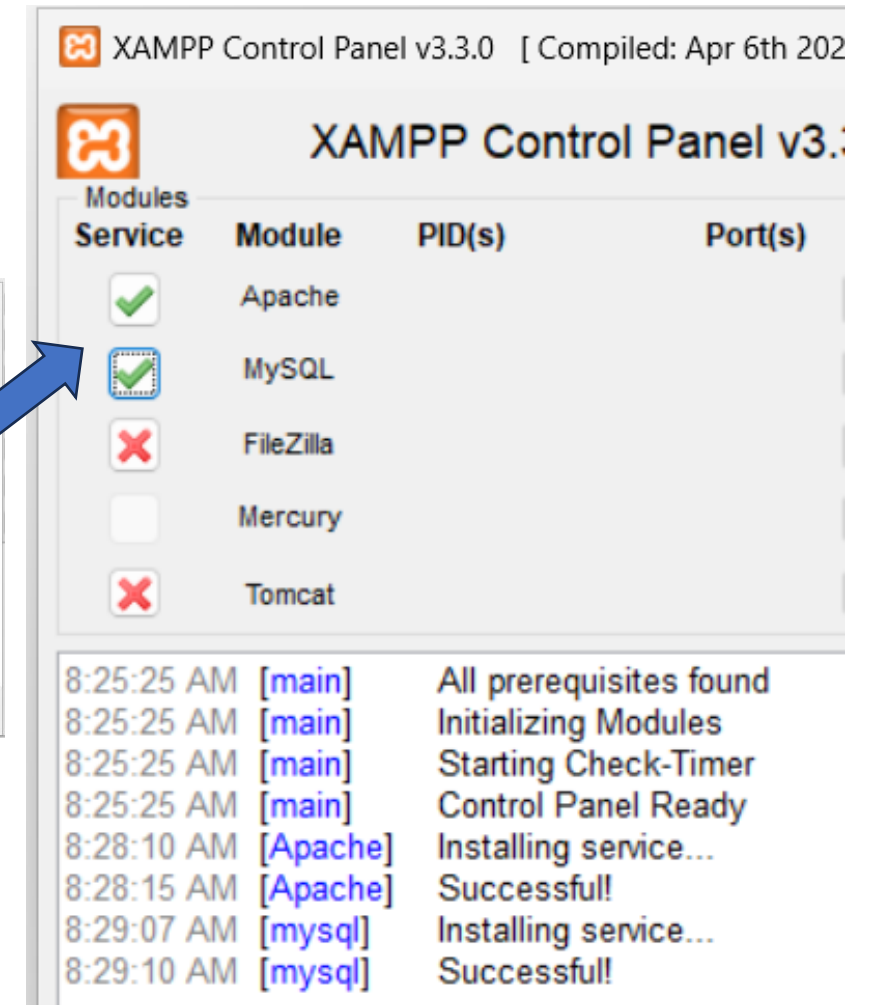 XAMPP Control Panel v3.3.0 [ Compiled: Apr 6th 202
XAMPP Control Panel v3.
Modules
Service Module PID(s) Port(s)
Apache
MySQL
FileZilla
Mercury
Tomcat
8:25:25 AM [main] All prerequisites found
8:25:25 AM [main] Initializing Modules
8:25:25 AM [main] Starting Check-Timer
8:25:25 AM [main] Control Panel Ready
8:28:10 AM [Apache] Installing service...
8:28:15 AM [Apache] Successful!
8:29:07 AM [mysql] Installing service...
8:29:10 AM [mysql] Successful!